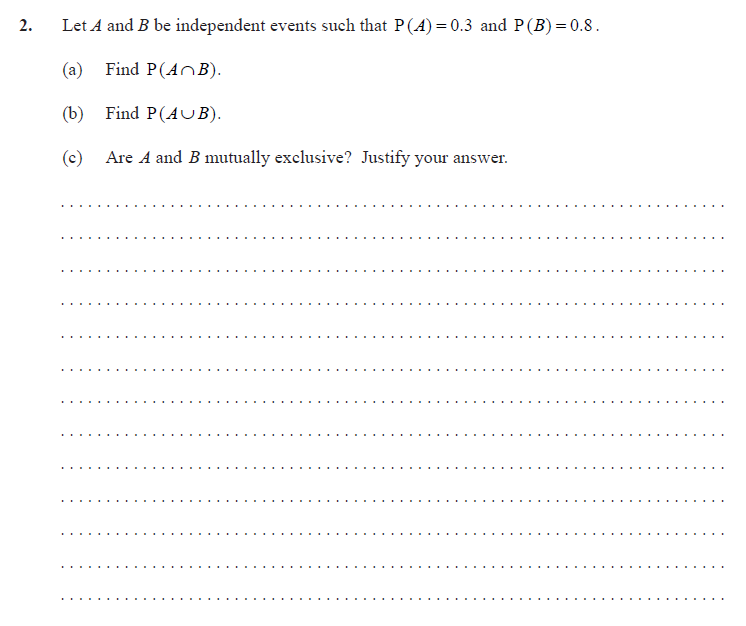 2. Let A and B be independent events such that P(A) = 0.3 and P(B) = 0.8.
(a) Find P(A∩B).
(b) Find P(A∪B).
(c) Are A and B mutually exclusive? Justify your answer.